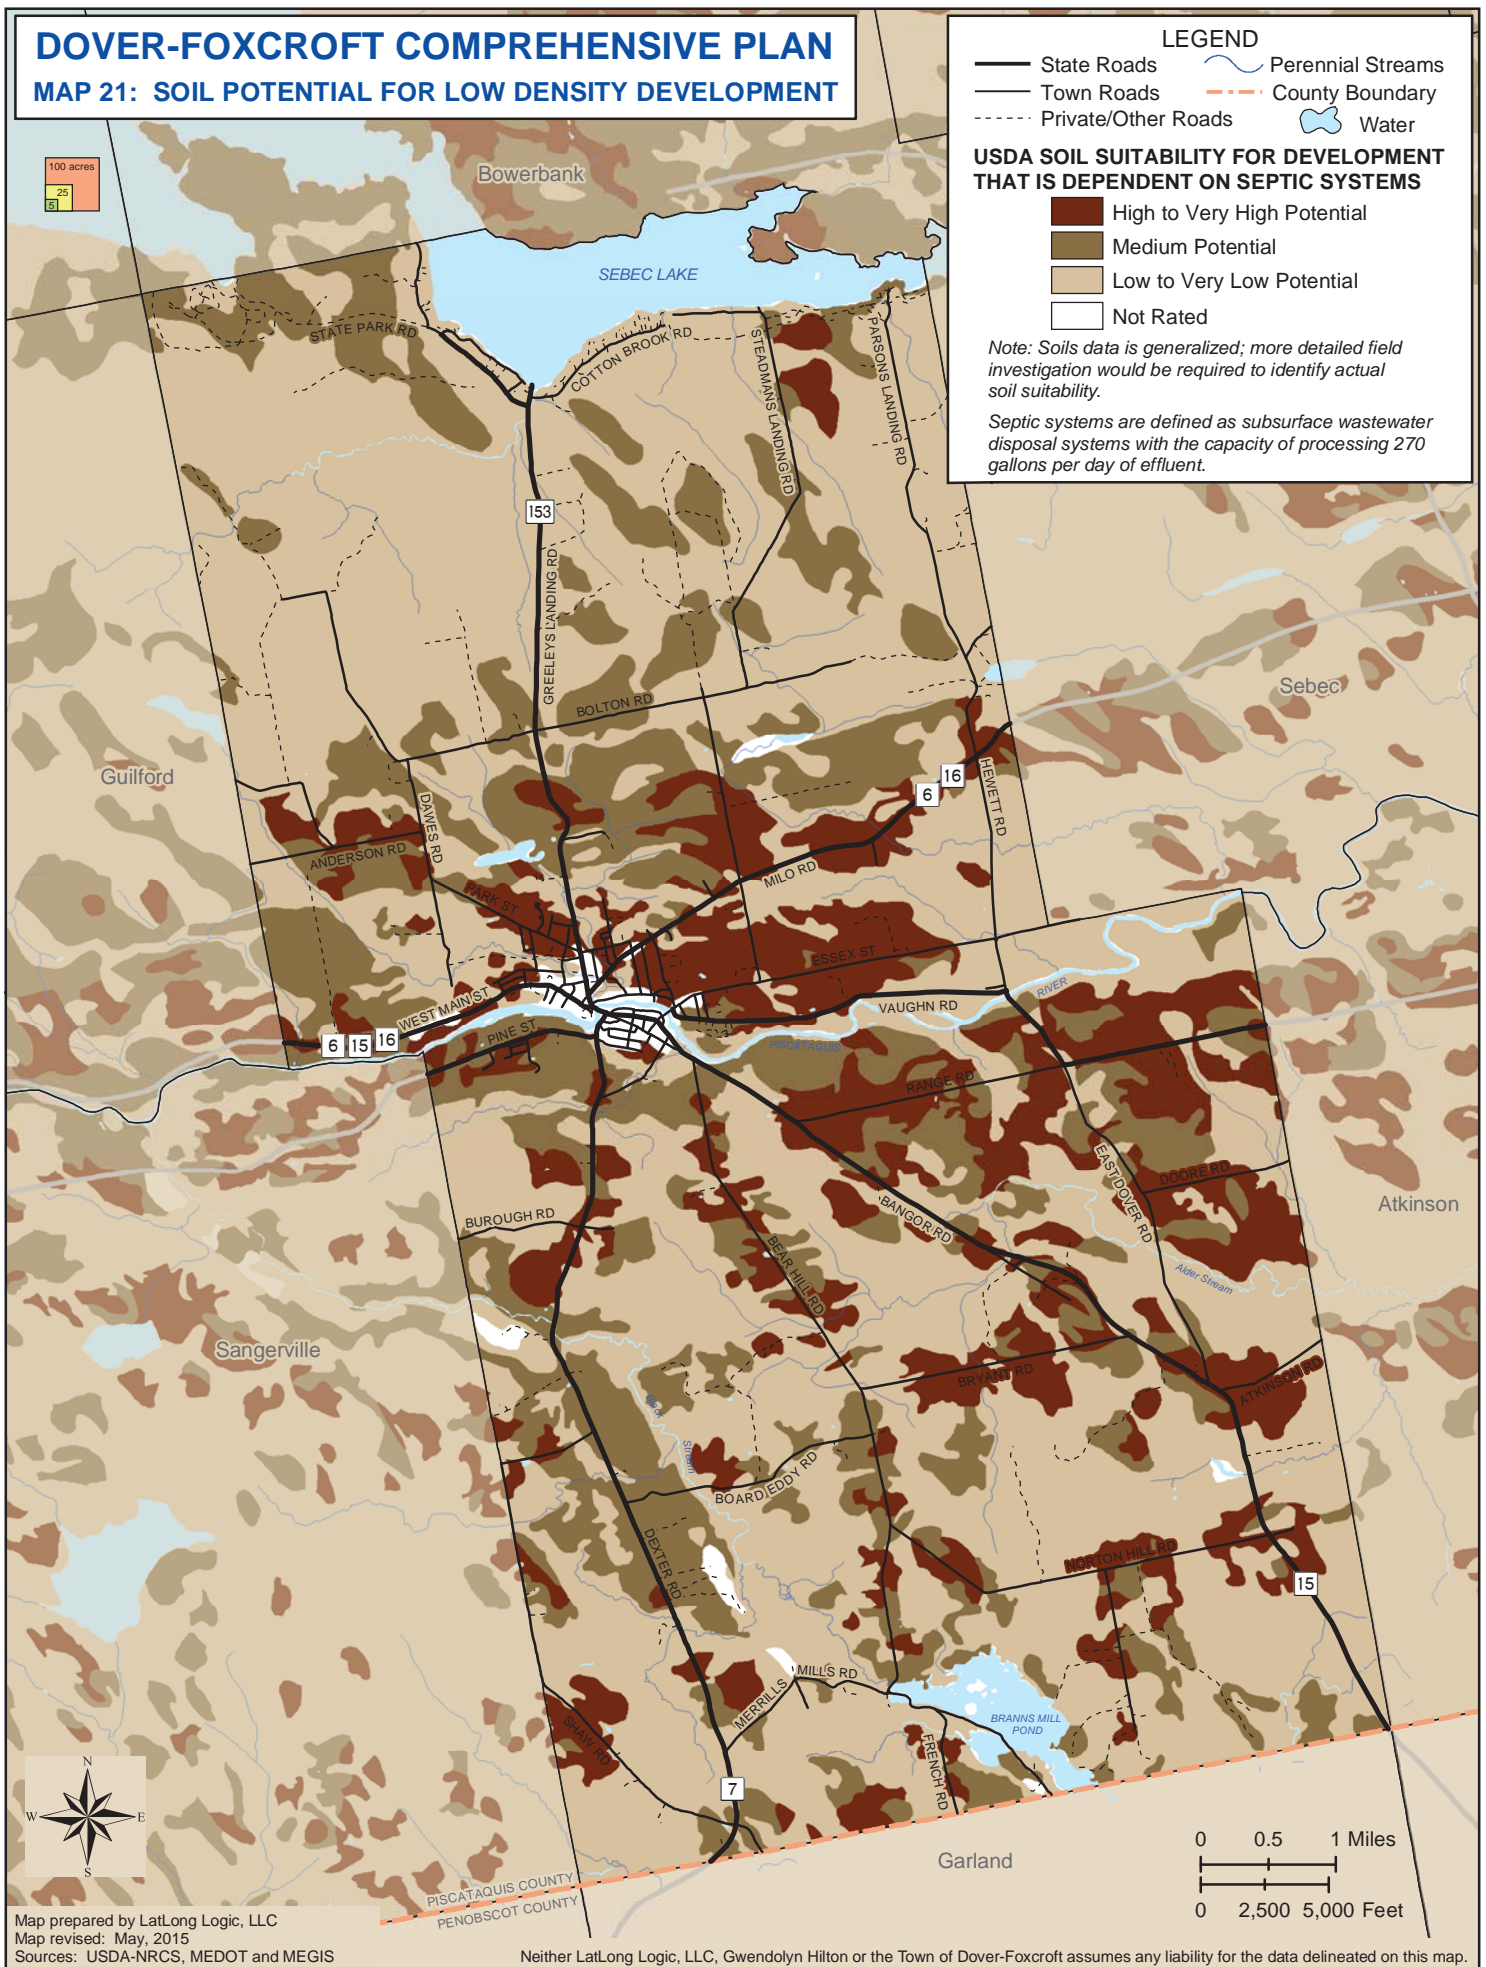 DOVER-FOXCROFT COMPREHENSIVE PLAN
MAP 21: SOIL POTENTIAL FOR LOW DENSITY DEVELOPMENT
LEGEND
State Roads
Perennial Streams
Town Roads
County Boundary
Private/Other Roads
Water
USDA SOIL SUITABILITY FOR DEVELOPMENT
THAT IS DEPENDENT ON SEPTIC SYSTEMS
High to Very High Potential
Medium Potential
Low to Very Low Potential
Not Rated
Note: Soils data is generalized; more detailed field
investigation would be required to identify actual
soil suitability.
Septic systems are defined as subsurface wastewater
disposal systems with the capacity of processing 270
gallons per day of effluent.
100 acres
25
5
Bowerbank
SEBEC LAKE
STATE PARK RD
COTTON BROOK RD
STEADMANS LANDING RD
PARSONS LANDING RD
153
GREELEYS LANDING RD
BOLTON RD
Sebec
Guilford
16
6
HEWETT RD
DAWES RD
ANDERSON RD
MILO RD
PARK ST
ESSEX ST
WEST MAIN ST
VAUGHN RD
RIVER
PISCATAQUIS
6
15
16
PINE ST
RANGE RD
EAST DOVER RD
DOORE RD
Atkinson
BUROUGH RD
BANGOR RD
BEAR HILL RD
Alder Stream
Sangerville
BRYANT RD
ATKINSON RD
Black
Stream
BOARD EDDY RD
DEXTER RD
NORTON HILL RD
15
MILLS RD
MERRILLS
SHAW RD
BRANNS MILL
POND
FRENCH RD
7
N
W
E
S
Garland
0 0.5 1 Miles
0 2,500 5,000 Feet
PISCATAQUIS COUNTY
PENOBSCOT COUNTY
Map prepared by LatLong Logic, LLC
Map revised: May, 2015
Sources: USDA-NRCS, MEDOT and MEGIS
Neither LatLong Logic, LLC, Gwendolyn Hilton or the Town of Dover-Foxcroft assumes any liability for the data delineated on this map.